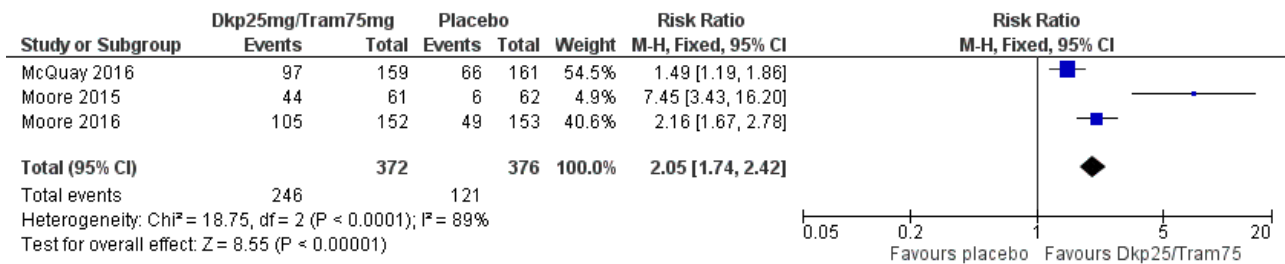 Dkp25mg/Tram75mg Placebo Risk Ratio Risk Ratio
Study or Subgroup Events Total Events Total Weight M-H, Fixed, 95% CI M-H, Fixed, 95% CI
McQuay 2016 97 159 66 161 54.5% 1.49 [1.19, 1.86]
Moore 2015 44 61 6 62 4.9% 7.45 [3.43, 16.20]
Moore 2016 105 152 49 153 40.6% 2.16 [1.67, 2.78]
Total (95% CI) 372 376 100.0% 2.05 [1.74, 2.42]
Total events 246 121
Heterogeneity: Chi² = 18.75, df = 2 (P < 0.0001); I² = 89%
Test for overall effect: Z = 8.55 (P < 0.00001)
0.05 0.2 1 5 20
Favours placebo Favours Dkp25/Tram75